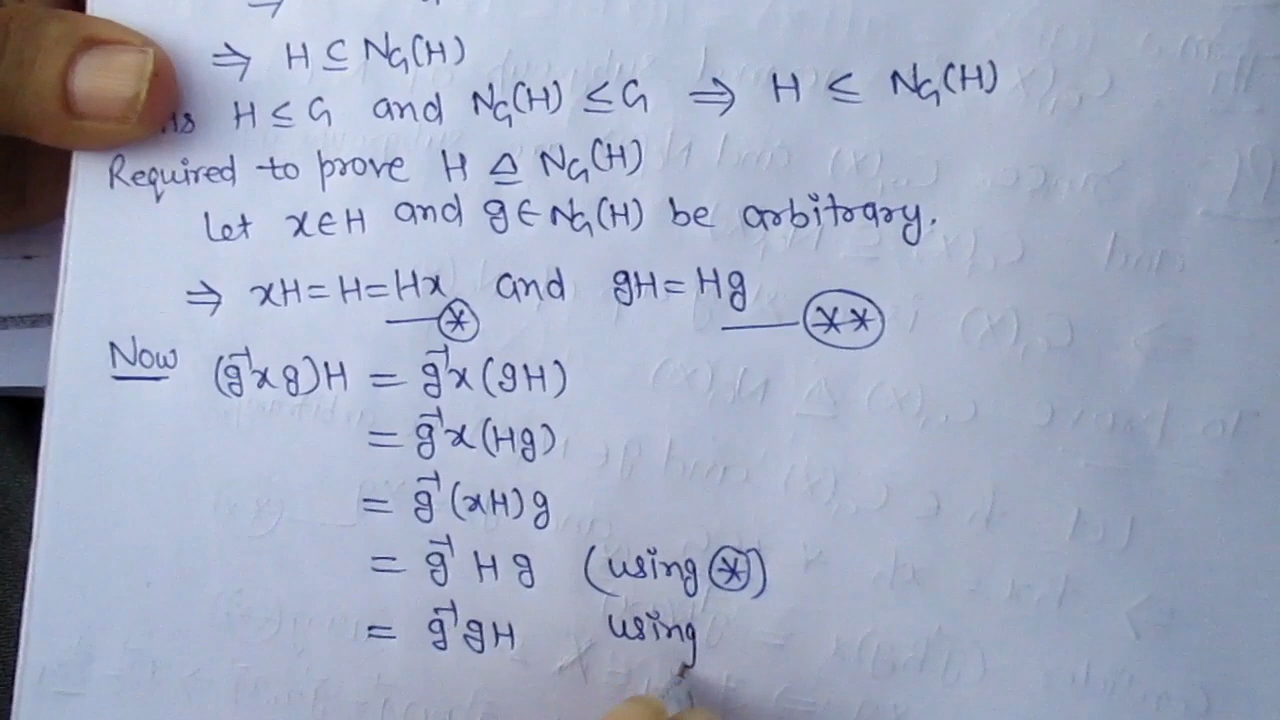 ⇒
⇒ H ⊆ N_G(H)
As H ≤ G and N_G(H) ≤ G ⇒ H ≤ N_G(H)
Required to prove H ⊴ N_G(H)
Let x ∈ H and g ∈ N_G(H) be arbitrary.
⇒ xH = H = Hx and gH = Hg
—(*) —(**)
Now (g⁻¹xg)H = g⁻¹x(gH)
= g⁻¹x(Hg)
= g⁻¹(xH)g
= g⁻¹Hg (using (*))
= g⁻¹gH using